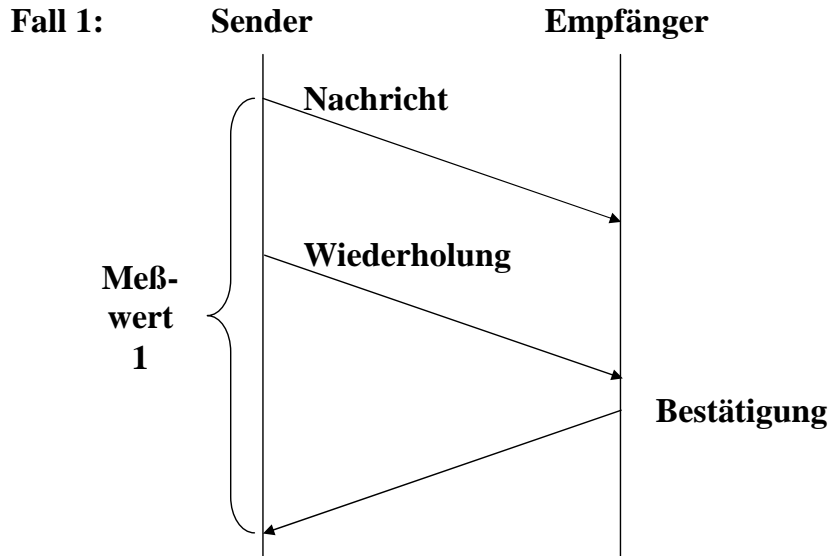 Fall 1: Sender Empfänger
Nachricht
Wiederholung
Meß-
wert
1
Bestätigung